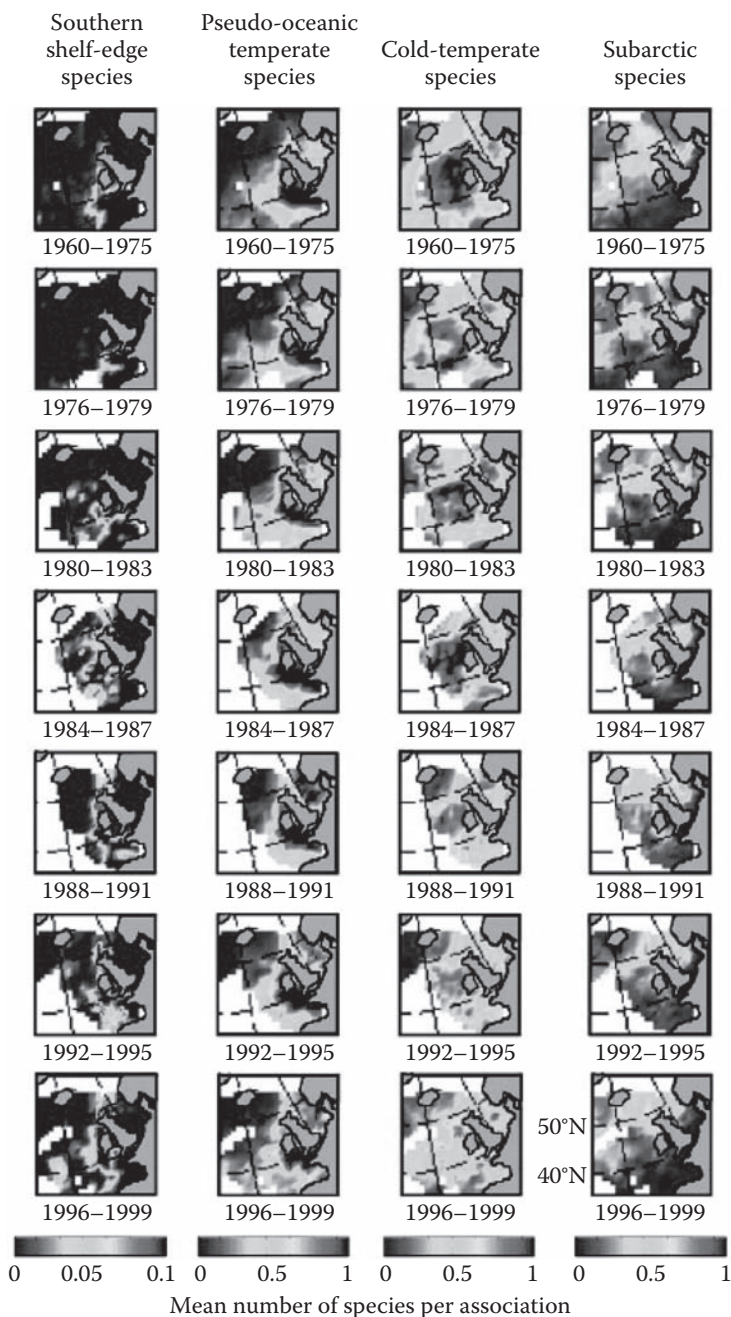 Southern
shelf-edge
species
Pseudo-oceanic
temperate
species
Cold-temperate
species
Subarctic
species
1960–1975 1960–1975 1960–1975 1960–1975
1976–1979 1976–1979 1976–1979 1976–1979
1980–1983 1980–1983 1980–1983 1980–1983
1984–1987 1984–1987 1984–1987 1984–1987
1988–1991 1988–1991 1988–1991 1988–1991
1992–1995 1992–1995 1992–1995 1992–1995
50°N
40°N
1996–1999 1996–1999 1996–1999 1996–1999
0 0.05 0.1 0 0.5 1 0 0.5 1 0 0.5 1
Mean number of species per association